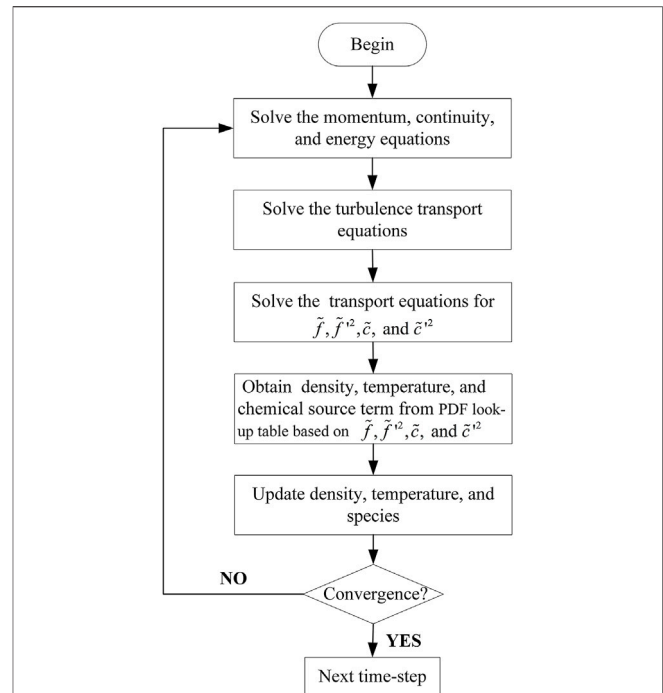 Begin
Solve the momentum, continuity,
and energy equations
Solve the turbulence transport
equations
Solve the transport equations for
f̃, f̃'², c̃, and c̃'²
Obtain density, temperature, and
chemical source term from PDF look-
up table based on f̃, f̃'², c̃, and c̃'²
Update density, temperature, and
species
NO
Convergence?
YES
Next time-step